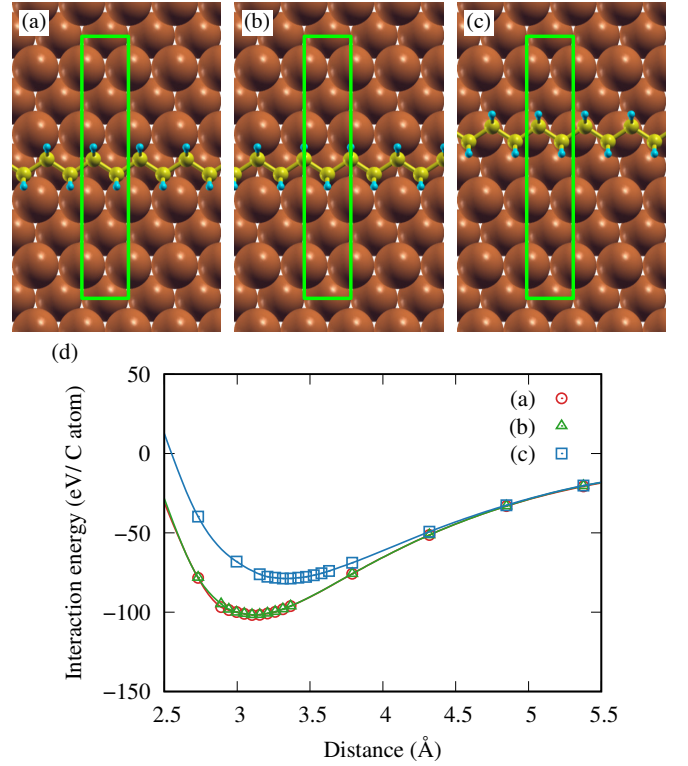 (a)
(b)
(c)
(d)
50
0
−50
−100
−150
2.5 3 3.5 4 4.5 5 5.5
Interaction energy (eV/ C atom)
Distance (Å)
(a)
(b)
(c)